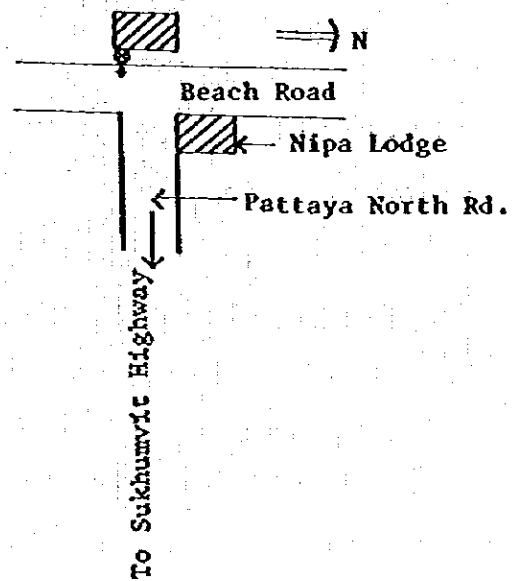 N
Beach Road
Nipa Lodge
Pattaya North Rd.
To Sukhumvit Highway